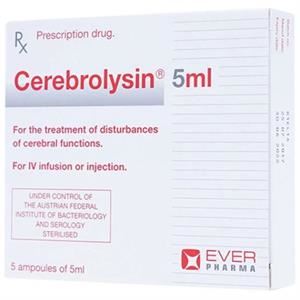 Rx Prescription drug.
Cerebrolysin® 5ml
For the treatment of disturbances
of cerebral functions.
For IV infusion or injection.
UNDER CONTROL OF
THE AUSTRIAN FEDERAL
INSTITUTE OF BACTERIOLOGY
AND SEROLOGY
STERILISED
5 ampoules of 5ml
EVER
PHARMA